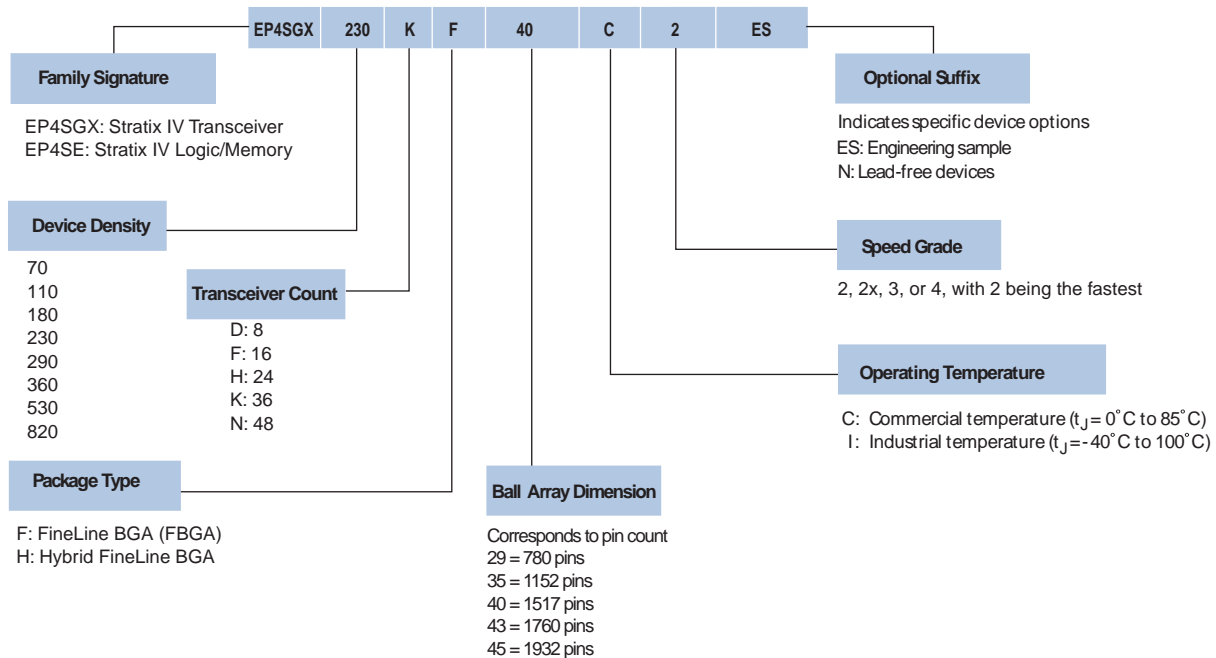 EP4SGX 230 K F 40 C 2 ES
Family Signature
EP4SGX: Stratix IV Transceiver
EP4SE: Stratix IV Logic/Memory
Optional Suffix
Indicates specific device options
ES: Engineering sample
N: Lead-free devices
Device Density
70
110
180
230
290
360
530
820
Transceiver Count
D: 8
F: 16
H: 24
K: 36
N: 48
Speed Grade
2, 2x, 3, or 4, with 2 being the fastest
Operating Temperature
C: Commercial temperature (tJ = 0°C to 85°C)
I: Industrial temperature (tJ = -40°C to 100°C)
Package Type
F: FineLine BGA (FBGA)
H: Hybrid FineLine BGA
Ball Array Dimension
Corresponds to pin count
29 = 780 pins
35 = 1152 pins
40 = 1517 pins
43 = 1760 pins
45 = 1932 pins